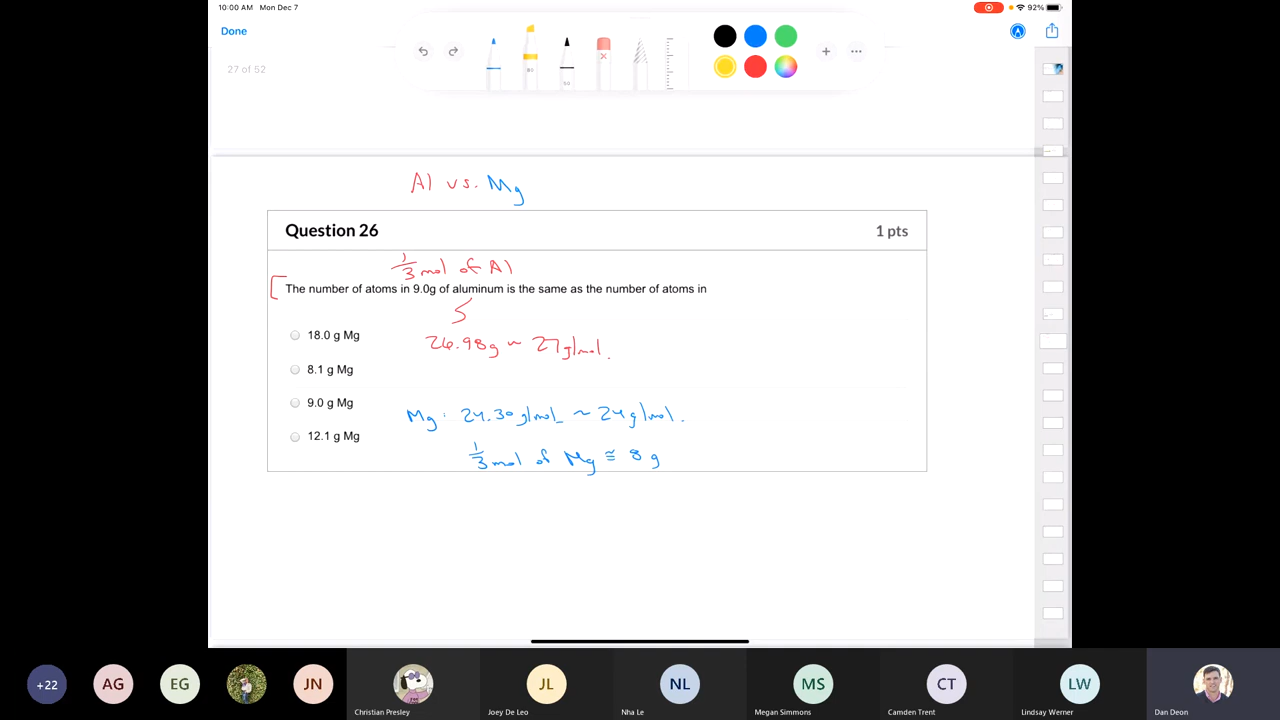 10:00 AM Mon Dec 7
92%
Done
27 of 52
Al vs. Mg
Question 26
1 pts
1/3 mol of Al
The number of atoms in 9.0g of aluminum is the same as the number of atoms in
18.0 g Mg
26.98g ~ 27g/mol.
8.1 g Mg
9.0 g Mg
Mg: 24.30 g/mol ~ 24 g/mol.
12.1 g Mg
1/3 mol of Mg ≅ 8 g
+22
AG
EG
JN
Christian Presley
JL
Joey De Leo
NL
Nha Le
MS
Megan Simmons
CT
Camden Trent
LW
Lindsay Werner
Dan Deon